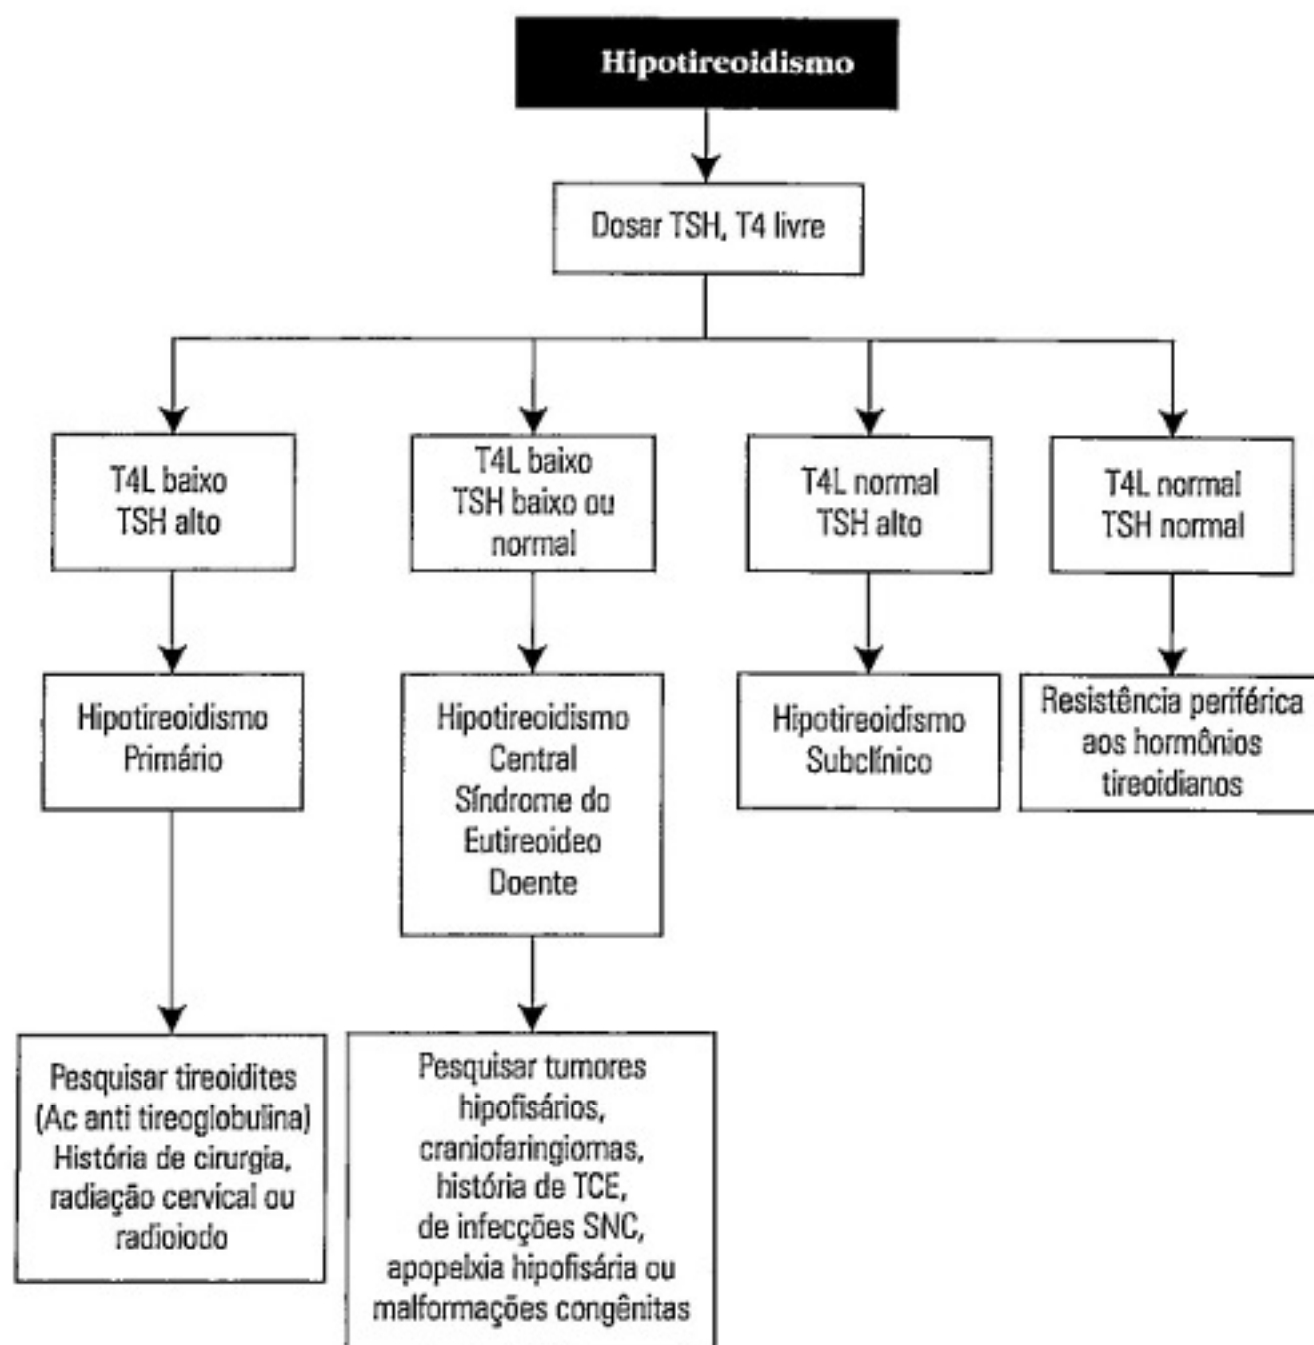 Hipotireoidismo
Dosar TSH, T4 livre
T4L baixo
TSH alto
T4L baixo
TSH baixo ou
normal
T4L normal
TSH alto
T4L normal
TSH normal
Hipotireoidismo
Primário
Hipotireoidismo
Central
Síndrome do
Eutireoideo
Doente
Hipotireoidismo
Subclínico
Resistência periférica
aos hormônios
tireoidianos
Pesquisar tireoidites
(Ac anti tireoglobulina)
História de cirurgia,
radiação cervical ou
radioiodo
Pesquisar tumores
hipofisários,
craniofaringiomas,
história de TCE,
de infecções SNC,
apopelxia hipofisária ou
malformações congênitas